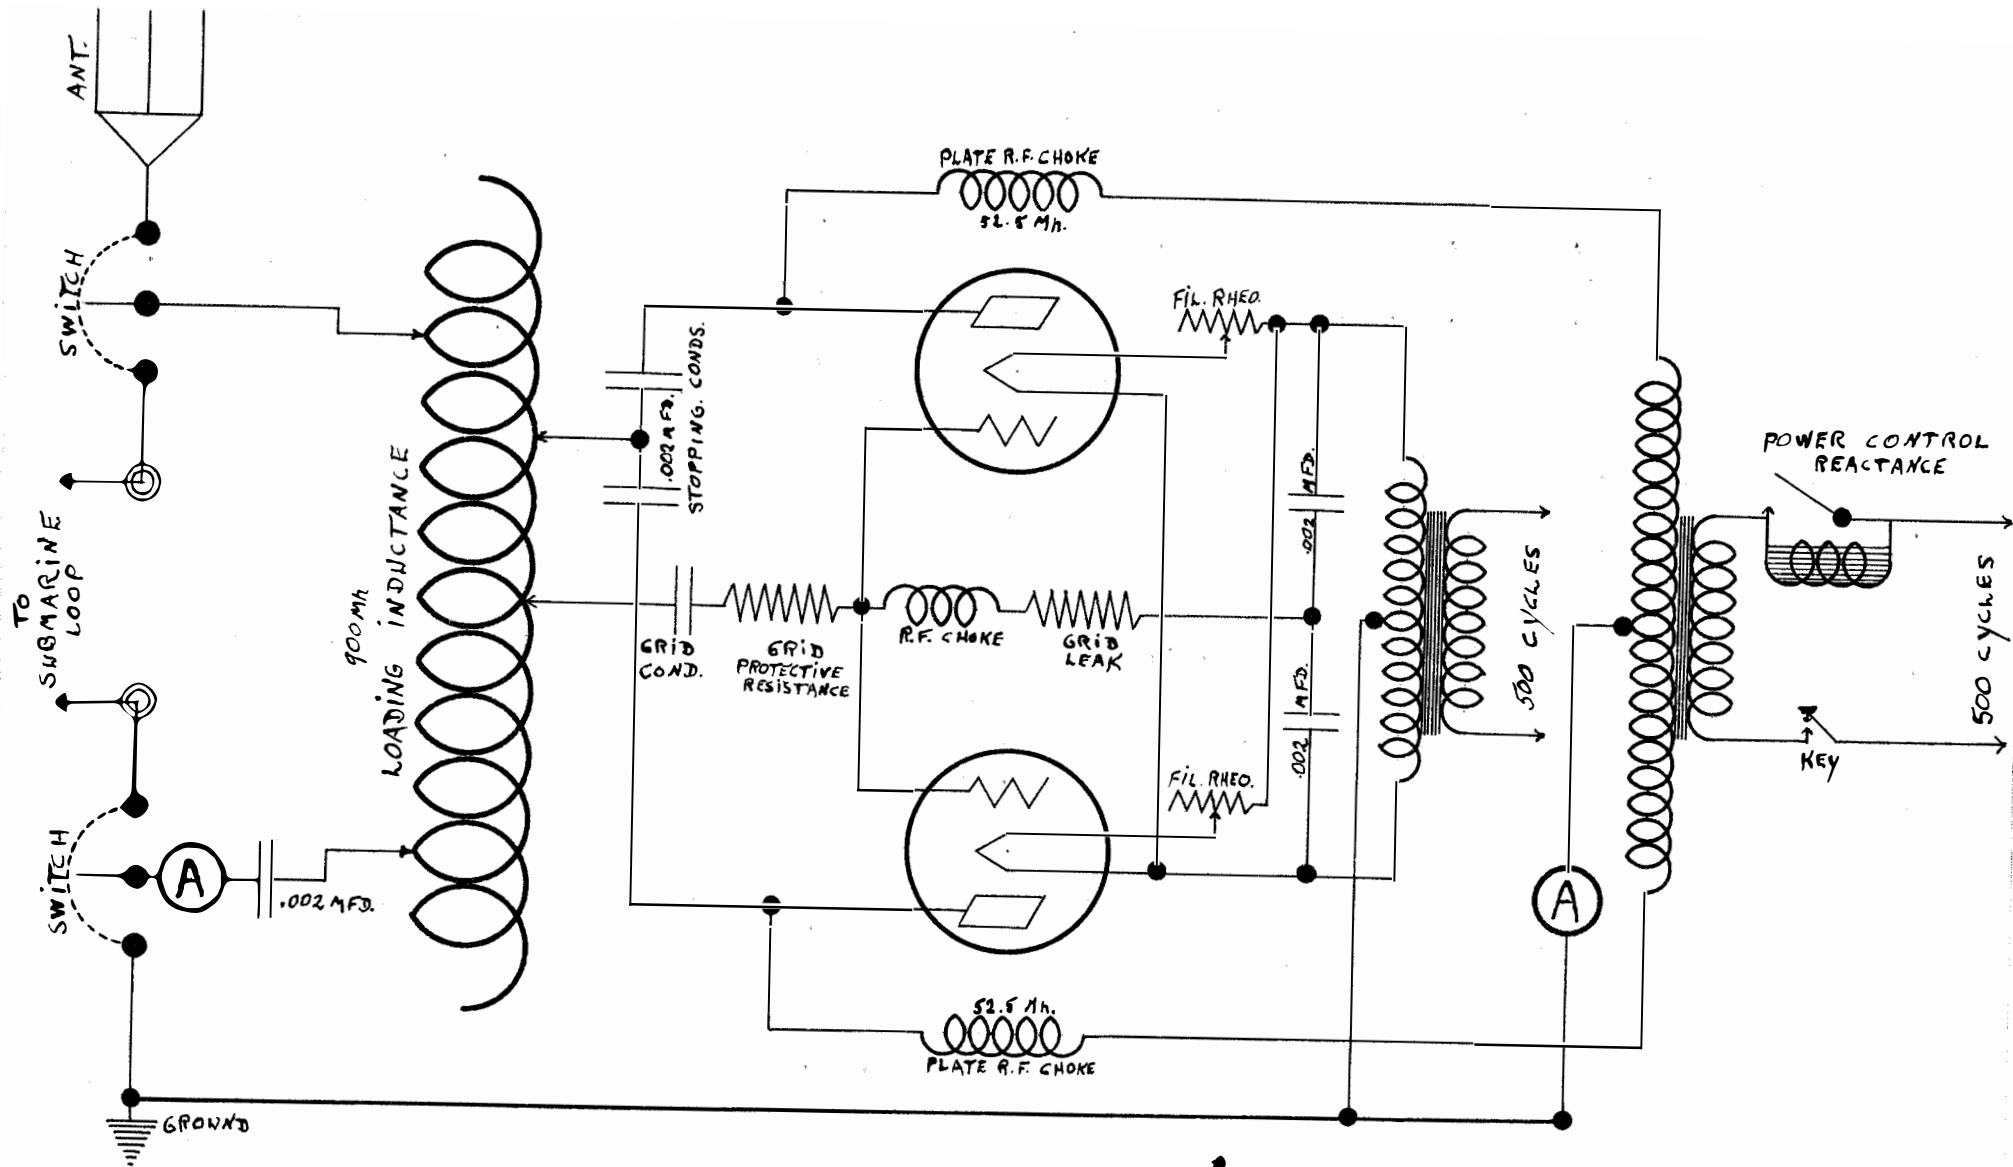 ANT.
SWITCH
TO
SUBMARINE
LOOP
SWITCH
A
.002 MFD.
GROUND
900 Mh
LOADING INDUCTANCE
.002 MFD.
STOPPING. CONDS.
GRID
COND.
GRID
PROTECTIVE
RESISTANCE
R.F. CHOKE
GRID
LEAK
PLATE R.F. CHOKE
52.5 Mh.
FIL. RHEO.
.002 MFD.
.002 MFD.
FIL. RHEO.
52.5 Mh.
PLATE R.F. CHOKE
500 CYCLES
A
POWER CONTROL
REACTANCE
KEY
500 CYCLES